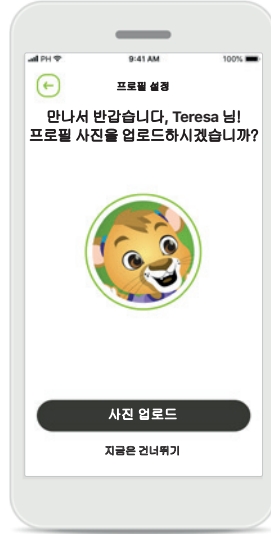 PH 9:41 AM 100%
프로필 설정
만나서 반갑습니다, Teresa 님!
프로필 사진을 업로드하시겠습니까?
사진 업로드
지금은 건너뛰기